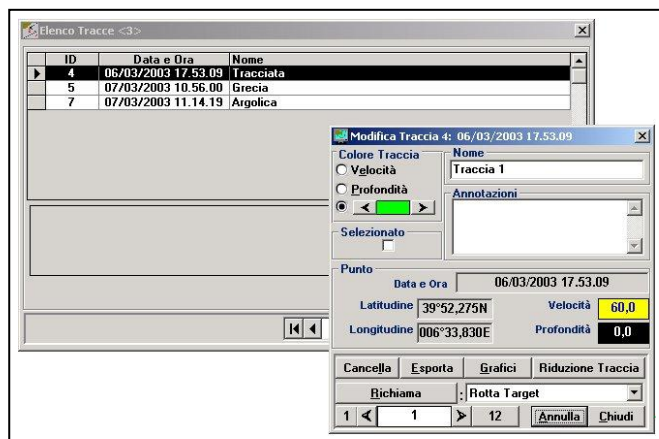 Elenco Tracce <3>
ID Data e Ora Nome
4 06/03/2003 17.53.09 Tracciata
5 07/03/2003 10.56.00 Grecia
7 07/03/2003 11.14.19 Argolica
Modifica Traccia 4: 06/03/2003 17.53.09
Colore Traccia
Velocità
Profondità
Nome
Traccia 1
Annotazioni
Selezionato
Punto
Data e Ora 06/03/2003 17.53.09
Latitudine 39°52,275N Velocità 60,0
Longitudine 006°33,830E Profondità 0,0
Cancella Esporta Grafici Riduzione Traccia
Richiama : Rotta Target
1 < 1 > 12 Annulla Chiudi